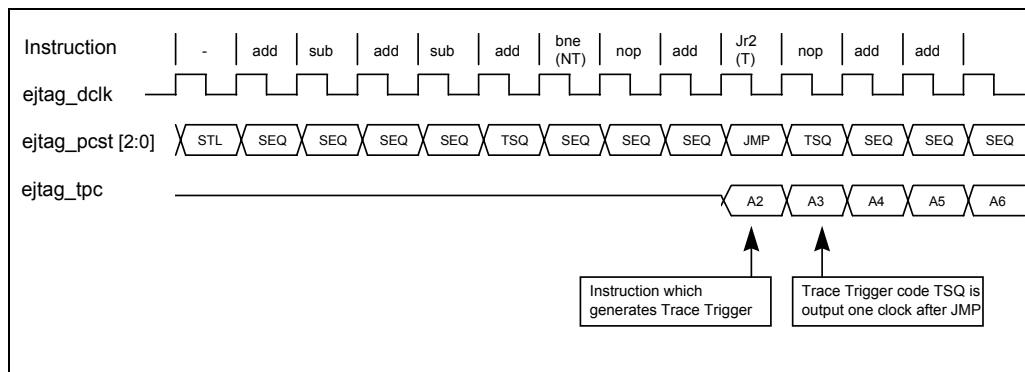 Instruction - add sub add sub add bne (NT) nop add Jr2 (T) nop add add
ejtag_dclk
ejtag_pcst [2:0] STL SEQ SEQ SEQ SEQ TSQ SEQ SEQ SEQ JMP TSQ SEQ SEQ SEQ
ejtag_tpc A2 A3 A4 A5 A6
Instruction which
generates Trace Trigger
Trace Trigger code TSQ is
output one clock after JMP